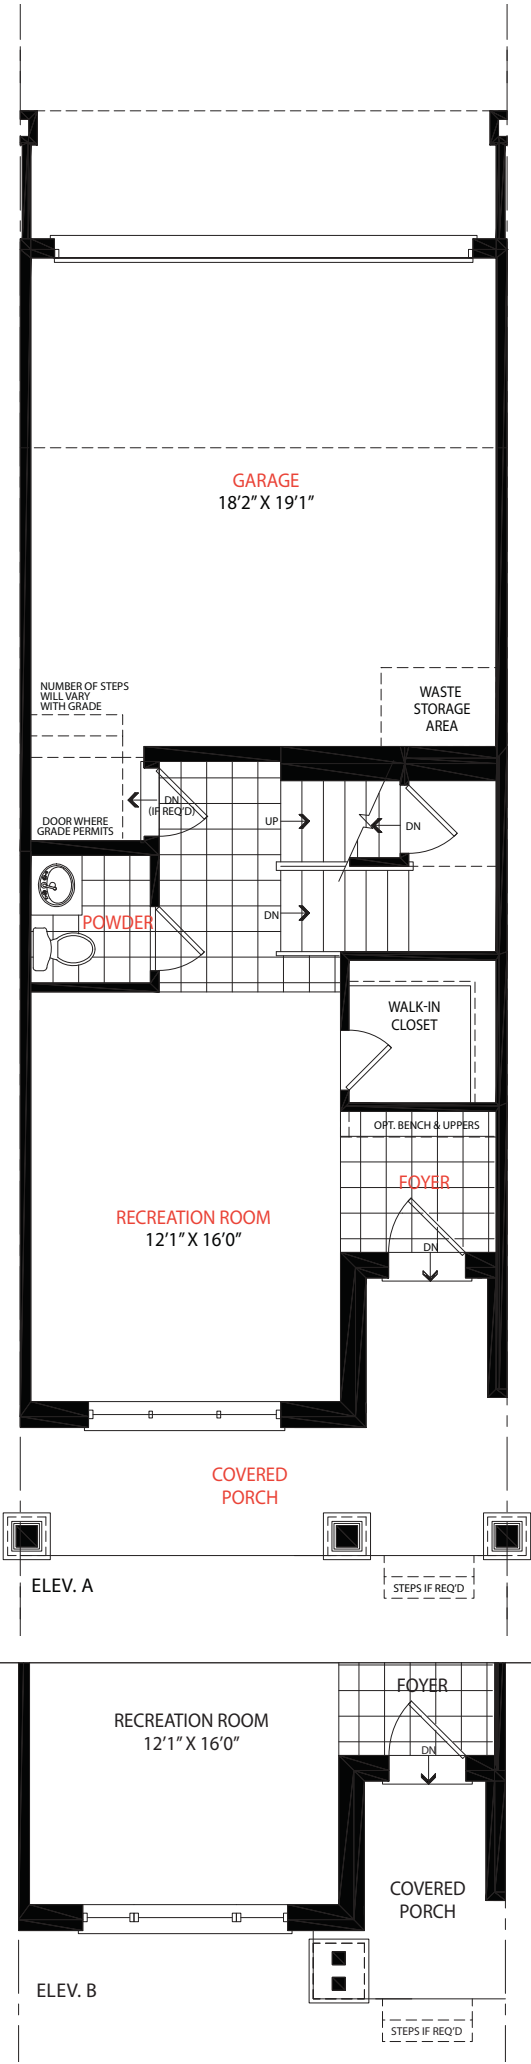 GARAGE
18'2" X 19'1"
NUMBER OF STEPS
WILL VARY
WITH GRADE
WASTE
STORAGE
AREA
DN
(IF REQ'D)
DOOR WHERE
GRADE PERMITS
UP
DN
POWDER
DN
WALK-IN
CLOSET
OPT. BENCH & UPPERS
FOYER
RECREATION ROOM
12'1" X 16'0"
DN
COVERED
PORCH
ELEV. A
STEPS IF REQ'D
FOYER
RECREATION ROOM
12'1" X 16'0"
DN
COVERED
PORCH
ELEV. B
STEPS IF REQ'D